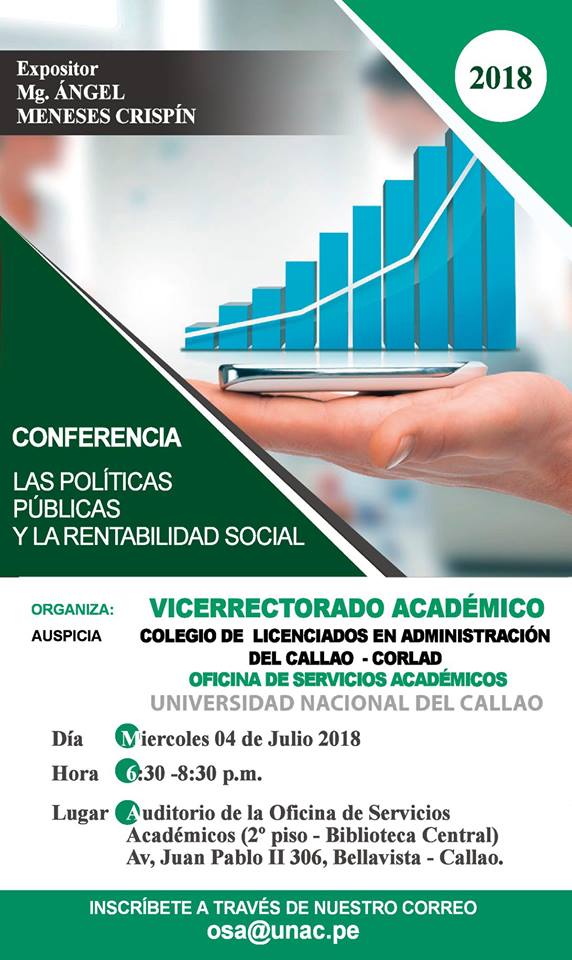 Expositor
Mg. ÁNGEL
MENESES CRISPÍN
2018
CONFERENCIA
LAS POLÍTICAS
PÚBLICAS
Y LA RENTABILIDAD SOCIAL
ORGANIZA: VICERRECTORADO ACADÉMICO
AUSPICIA COLEGIO DE LICENCIADOS EN ADMINISTRACIÓN
DEL CALLAO - CORLAD
OFICINA DE SERVICIOS ACADÉMICOS
UNIVERSIDAD NACIONAL DEL CALLAO
Día Miercoles 04 de Julio 2018
Hora 6:30 -8:30 p.m.
Lugar Auditorio de la Oficina de Servicios
Académicos (2º piso - Biblioteca Central)
Av, Juan Pablo II 306, Bellavista - Callao.
INSCRÍBETE A TRAVÉS DE NUESTRO CORREO
osa@unac.pe